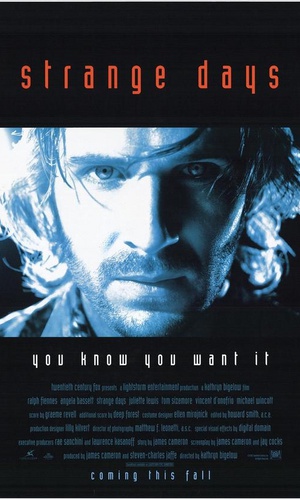 strange days
you know you want it
twentieth century fox presents a lightstorm entertainment production a kathryn bigelow film
ralph fiennes angela bassett strange days juliette lewis tom sizemore vincent d'onofrio michael wincott
score by graeme revell additional score by deep forest costume designer ellen mirojnick edited by howard smith, a.c.e.
production designer lilly kilvert director of photography matthew f. leonetti, a.s.c. special visual effects by digital domain
executive producers rae sanchini and lawrence kasanoff story by james cameron screenplay by james cameron and jay cocks
produced by james cameron and steven-charles jaffe directed by kathryn bigelow
coming this fall